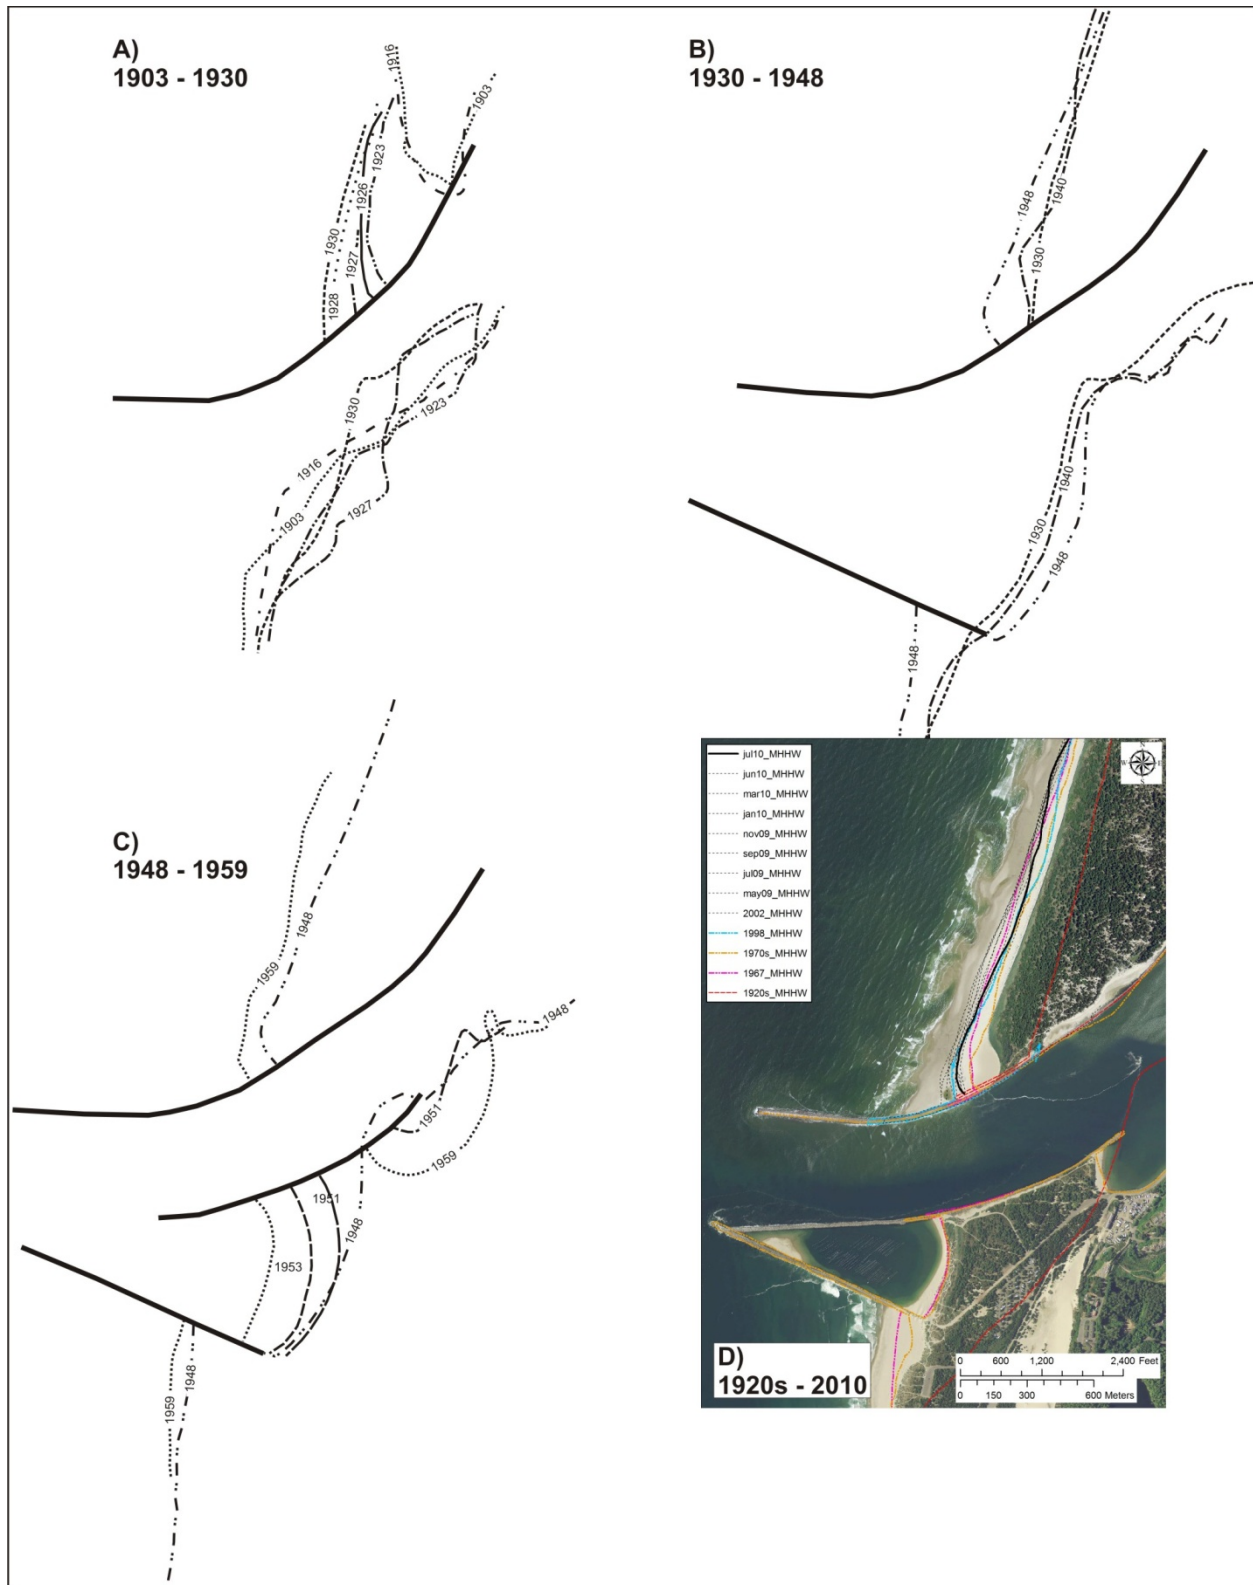 A)
1903 - 1930
1916
1903
1923
1926
1930
1927
1928
1930
1923
1916
1903
1927
B)
1930 - 1948
1948
1940
1930
1940
1930
1948
1948
C)
1948 - 1959
1948
1959
1948
1951
1959
1951
1948
1953
1948
1959
jul10_MHHW
jun10_MHHW
mar10_MHHW
jan10_MHHW
nov09_MHHW
sep09_MHHW
jul09_MHHW
may09_MHHW
2002_MHHW
1998_MHHW
1970s_MHHW
1967_MHHW
1920s_MHHW
N
W E
S
D)
1920s - 2010
0 600 1,200 2,400 Feet
0 150 300 600 Meters